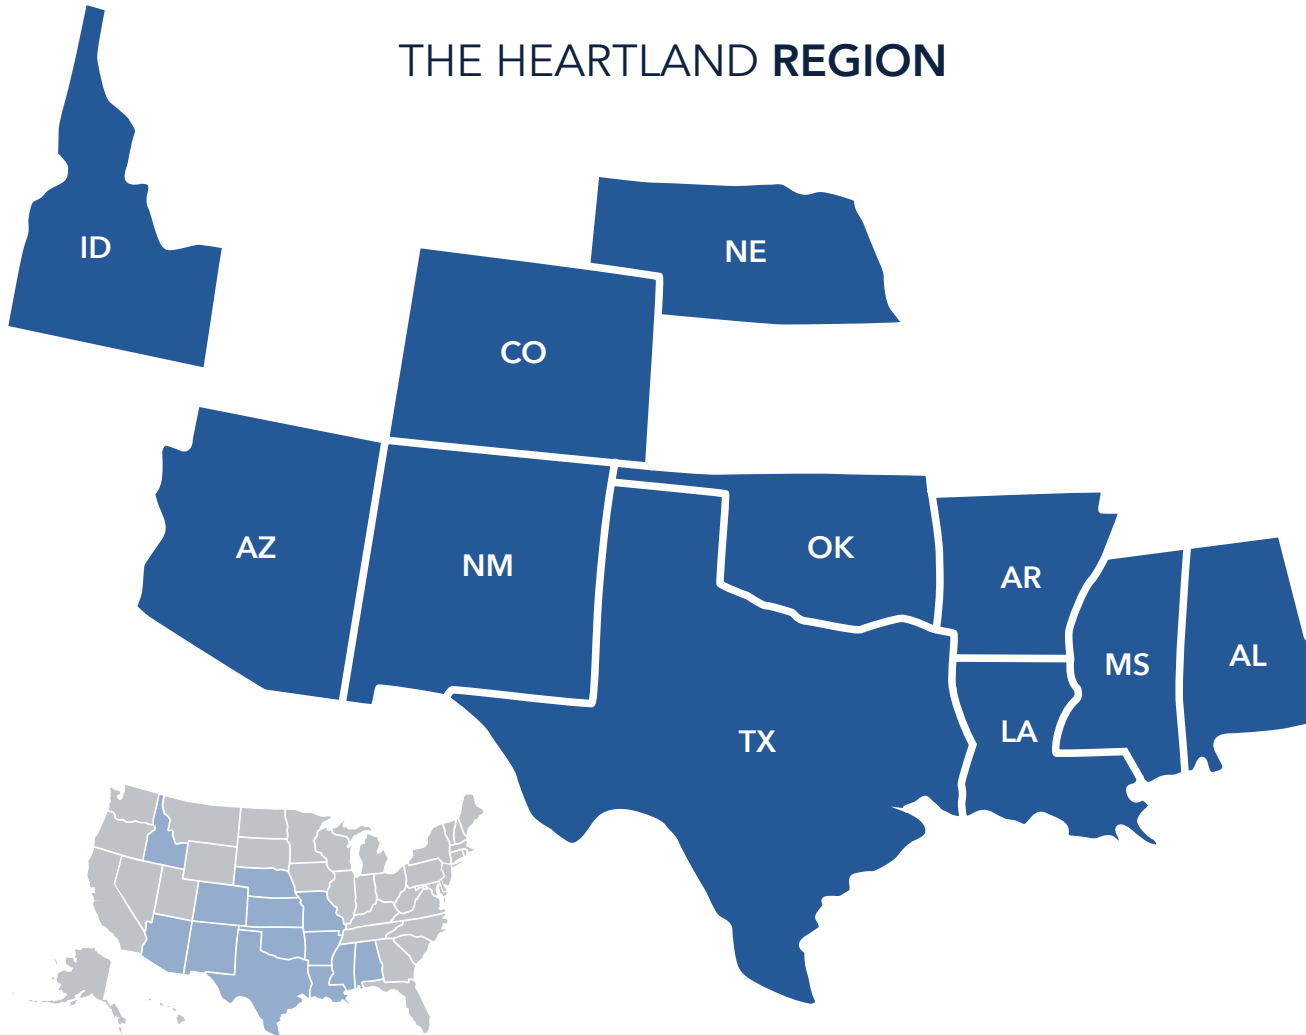 THE HEARTLAND REGION
ID
NE
CO
AZ
NM
OK
AR
MS
AL
TX
LA